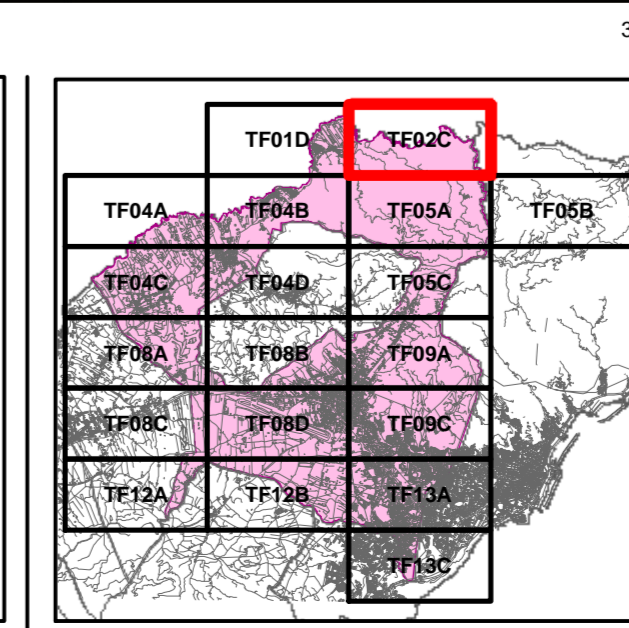 3
TF01D TF02C
TF04A TF04B TF05A TF05B
TF04C TF04D TF05C
TF08A TF08B TF09A
TF08C TF08D TF09C
TF12A TF12B TF13A
TF13C